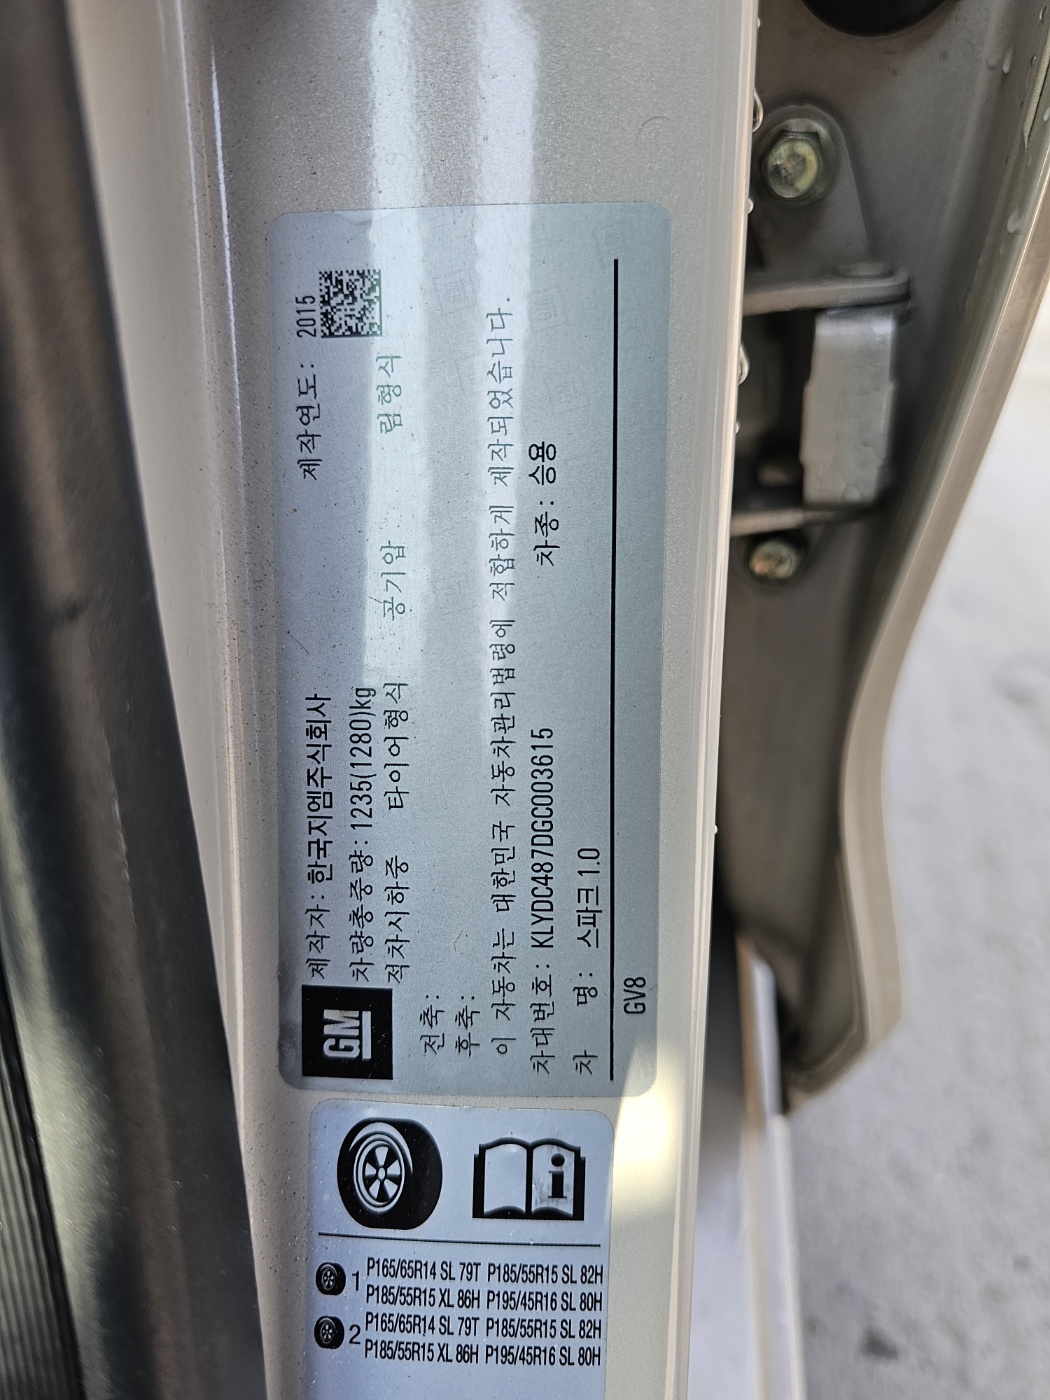 GM
제작자: 한국지엠주식회사 제작연도: 2015
차량총중량: 1235(1280)kg
적차시하중 타이어형식 공기압 림형식
전축:
후축:
이 자동차는 대한민국 자동차관리법령에 적합하게 제작되었습니다.
차대번호: KLYDC487DGC003615 차종: 승용
차 명: 스파크 1.0
GV8
1 P165/65R14 SL 79T P185/55R15 SL 82H
P185/55R15 XL 86H P195/45R16 SL 80H
2 P165/65R14 SL 79T P185/55R15 SL 82H
P185/55R15 XL 86H P195/45R16 SL 80H